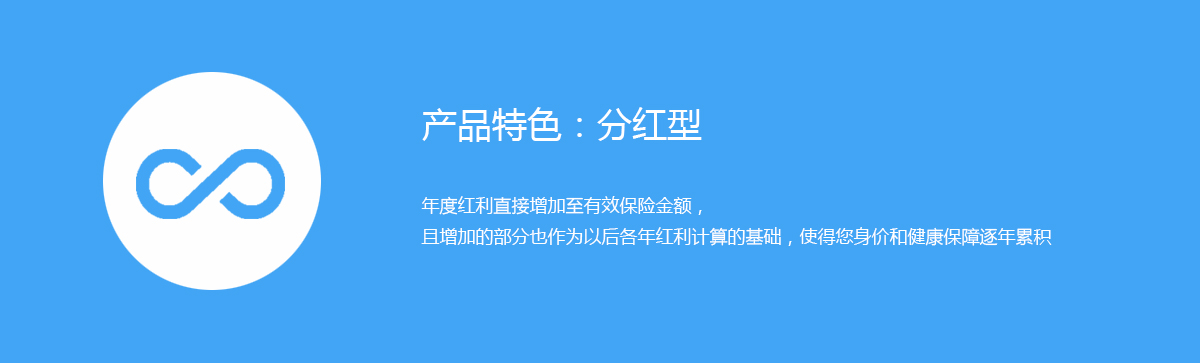 产品特色：分红型
年度红利直接增加至有效保险金额，
且增加的部分也作为以后各年红利计算的基础，使得您身价和健康保障逐年累积